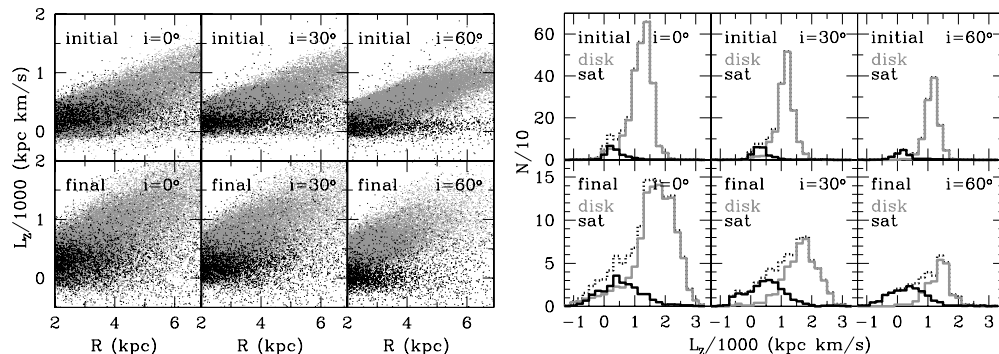 2
initial i=0° initial i=30° initial i=60°
1
0
2
final i=0° final i=30° final i=60°
1
0
2 4 6 2 4 6 2 4 6
R (kpc) R (kpc) R (kpc)
L_z/1000 (kpc km/s)
60
initial i=0° initial i=30° initial i=60°
disk disk disk
sat sat sat
40
20
0
15
final i=0° final i=30° final i=60°
disk disk disk
sat sat sat
10
5
0
−1 0 1 2 3 −1 0 1 2 3 −1 0 1 2 3
L_z/1000 (kpc km/s)
N/10